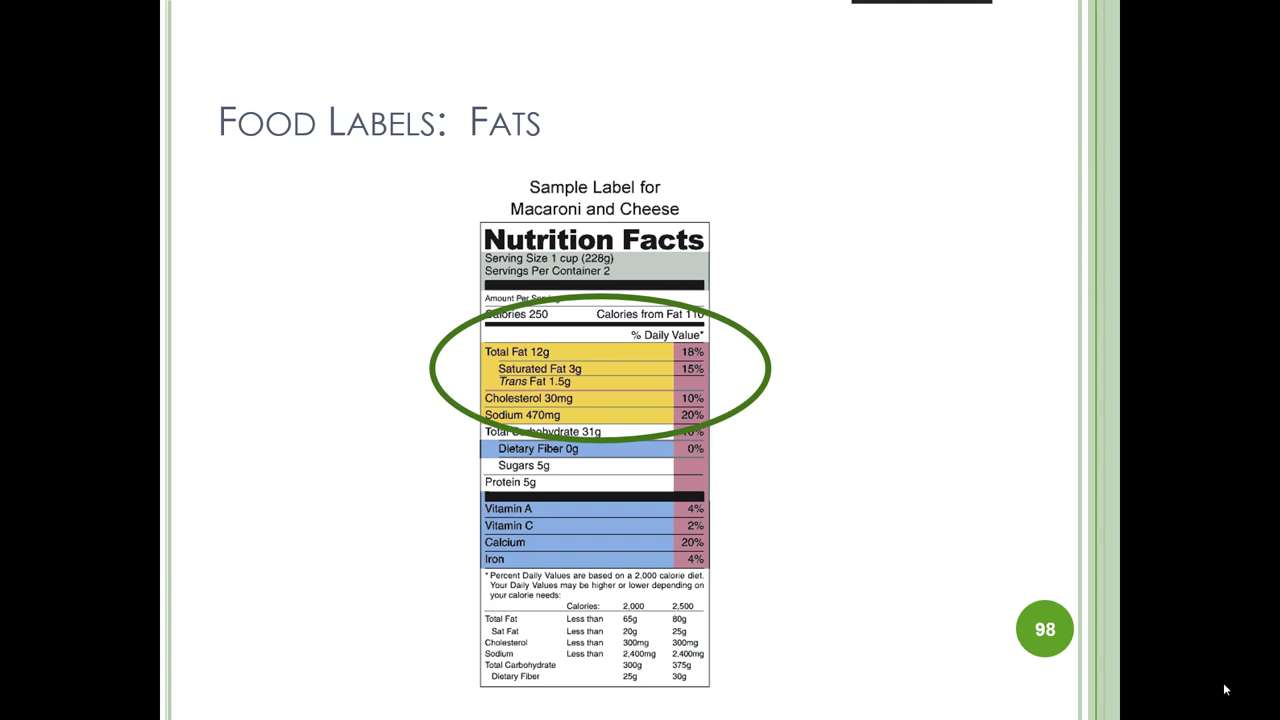 Food Labels: Fats
Sample Label for
Macaroni and Cheese
Nutrition Facts
Serving Size 1 cup (228g)
Servings Per Container 2
Amount Per Serving
Calories 250 Calories from Fat 110
% Daily Value*
Total Fat 12g 18%
Saturated Fat 3g 15%
Trans Fat 1.5g
Cholesterol 30mg 10%
Sodium 470mg 20%
Total Carbohydrate 31g
Dietary Fiber 0g 0%
Sugars 5g
Protein 5g
Vitamin A 4%
Vitamin C 2%
Calcium 20%
Iron 4%
* Percent Daily Values are based on a 2,000 calorie diet.
Your Daily Values may be higher or lower depending on
your calorie needs:
Calories: 2,000 2,500
Total Fat Less than 65g 80g
Sat Fat Less than 20g 25g
Cholesterol Less than 300mg 300mg
Sodium Less than 2,400mg 2,400mg
Total Carbohydrate 300g 375g
Dietary Fiber 25g 30g
98